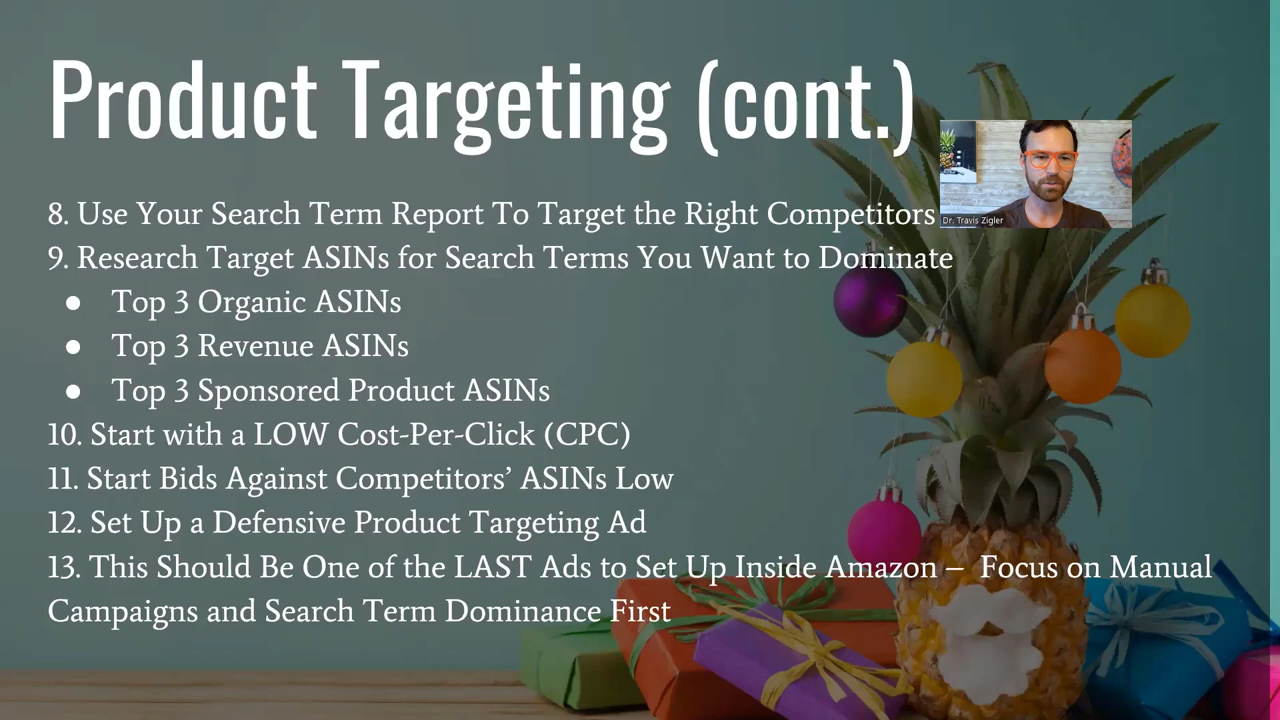 Product Targeting (cont.)
Dr. Travis Zigler
8. Use Your Search Term Report To Target the Right Competitors
9. Research Target ASINs for Search Terms You Want to Dominate
● Top 3 Organic ASINs
● Top 3 Revenue ASINs
● Top 3 Sponsored Product ASINs
10. Start with a LOW Cost-Per-Click (CPC)
11. Start Bids Against Competitors’ ASINs Low
12. Set Up a Defensive Product Targeting Ad
13. This Should Be One of the LAST Ads to Set Up Inside Amazon – Focus on Manual
Campaigns and Search Term Dominance First